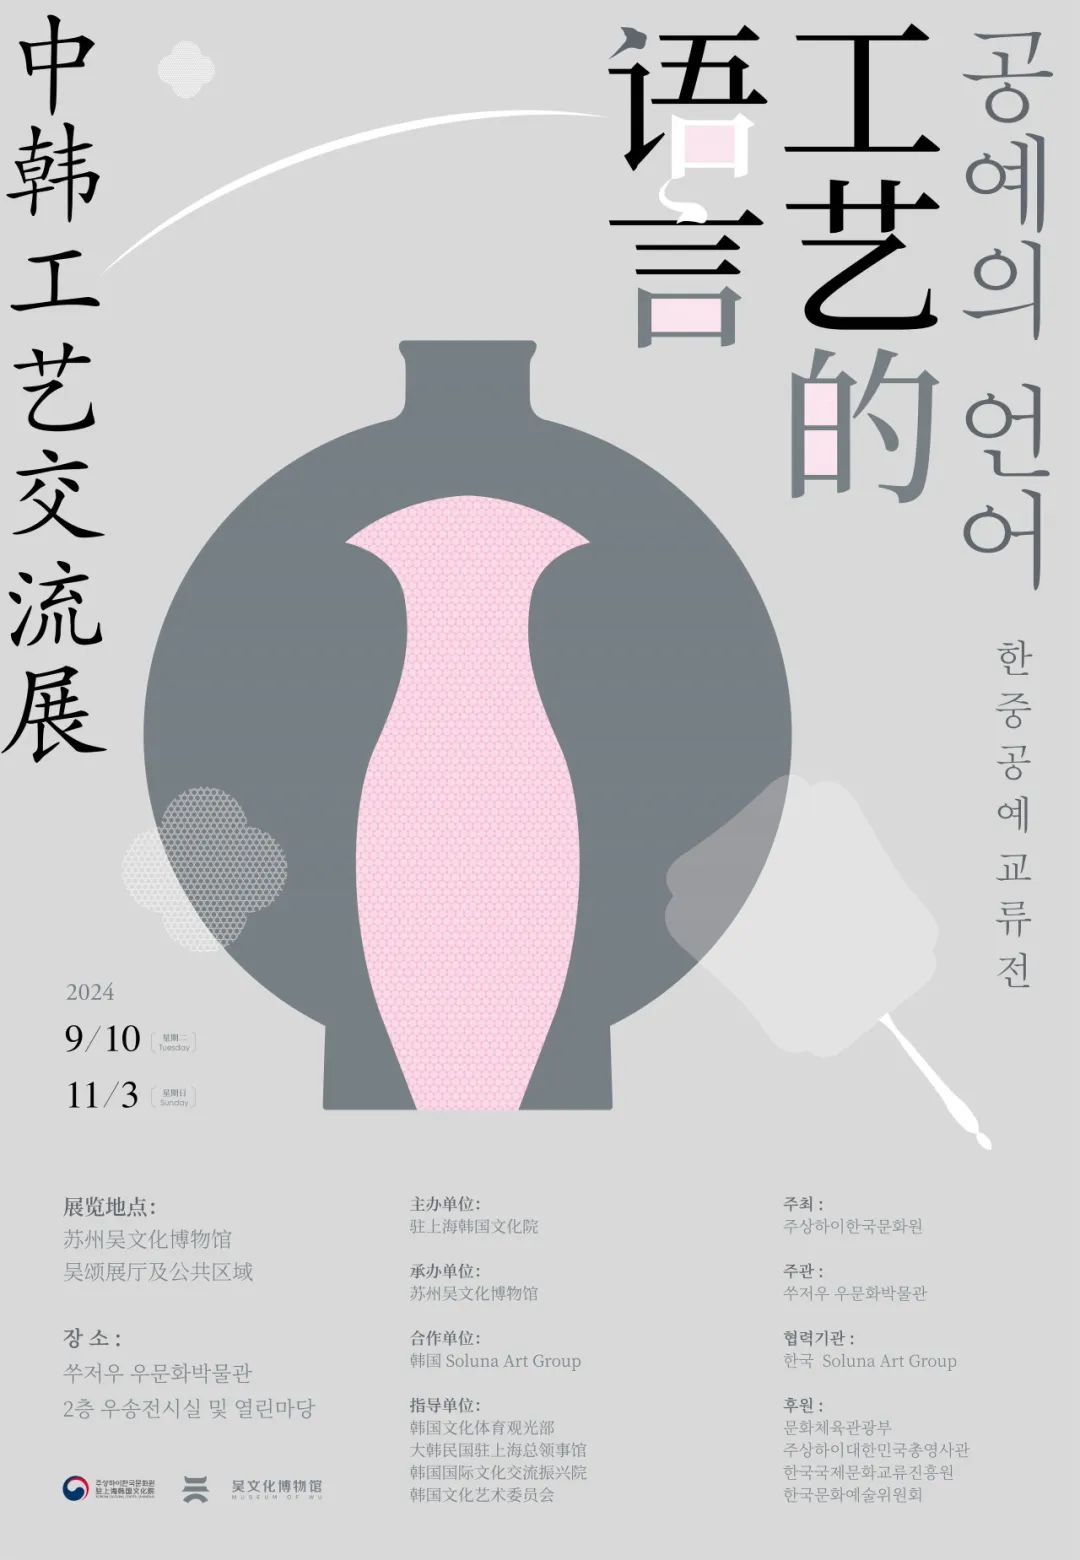 中韩工艺交流展
工艺的
语言
공예의 언어
한중공예교류전
2024
9/10 星期二
Tuesday
11/3 星期日
Sunday
展览地点：
苏州吴文化博物馆
吴颂展厅及公共区域
장 소 :
쑤저우 우문화박물관
2층 우송전시실 및 열린마당
主办单位：
驻上海韩国文化院
承办单位：
苏州吴文化博物馆
合作单位：
韩国 Soluna Art Group
指导单位：
韩国文化体育观光部
大韩民国驻上海总领事馆
韩国国际文化交流振兴院
韩国文化艺术委员会
주최 :
주상하이한국문화원
주관 :
쑤저우 우문화박물관
협력기관 :
한국 Soluna Art Group
후원 :
문화체육관광부
주상하이대한민국총영사관
한국국제문화교류진흥원
한국문화예술위원회
주상하이한국문화원
驻上海韩国文化院
吴文化博物馆
MUSEUM OF WU